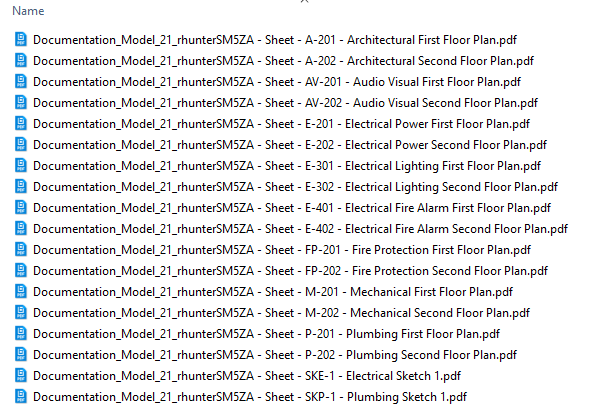 Name
Documentation_Model_21_rhunterSM5ZA - Sheet - A-201 - Architectural First Floor Plan.pdf
Documentation_Model_21_rhunterSM5ZA - Sheet - A-202 - Architectural Second Floor Plan.pdf
Documentation_Model_21_rhunterSM5ZA - Sheet - AV-201 - Audio Visual First Floor Plan.pdf
Documentation_Model_21_rhunterSM5ZA - Sheet - AV-202 - Audio Visual Second Floor Plan.pdf
Documentation_Model_21_rhunterSM5ZA - Sheet - E-201 - Electrical Power First Floor Plan.pdf
Documentation_Model_21_rhunterSM5ZA - Sheet - E-202 - Electrical Power Second Floor Plan.pdf
Documentation_Model_21_rhunterSM5ZA - Sheet - E-301 - Electrical Lighting First Floor Plan.pdf
Documentation_Model_21_rhunterSM5ZA - Sheet - E-302 - Electrical Lighting Second Floor Plan.pdf
Documentation_Model_21_rhunterSM5ZA - Sheet - E-401 - Electrical Fire Alarm First Floor Plan.pdf
Documentation_Model_21_rhunterSM5ZA - Sheet - E-402 - Electrical Fire Alarm Second Floor Plan.pdf
Documentation_Model_21_rhunterSM5ZA - Sheet - FP-201 - Fire Protection First Floor Plan.pdf
Documentation_Model_21_rhunterSM5ZA - Sheet - FP-202 - Fire Protection Second Floor Plan.pdf
Documentation_Model_21_rhunterSM5ZA - Sheet - M-201 - Mechanical First Floor Plan.pdf
Documentation_Model_21_rhunterSM5ZA - Sheet - M-202 - Mechanical Second Floor Plan.pdf
Documentation_Model_21_rhunterSM5ZA - Sheet - P-201 - Plumbing First Floor Plan.pdf
Documentation_Model_21_rhunterSM5ZA - Sheet - P-202 - Plumbing Second Floor Plan.pdf
Documentation_Model_21_rhunterSM5ZA - Sheet - SKE-1 - Electrical Sketch 1.pdf
Documentation_Model_21_rhunterSM5ZA - Sheet - SKP-1 - Plumbing Sketch 1.pdf